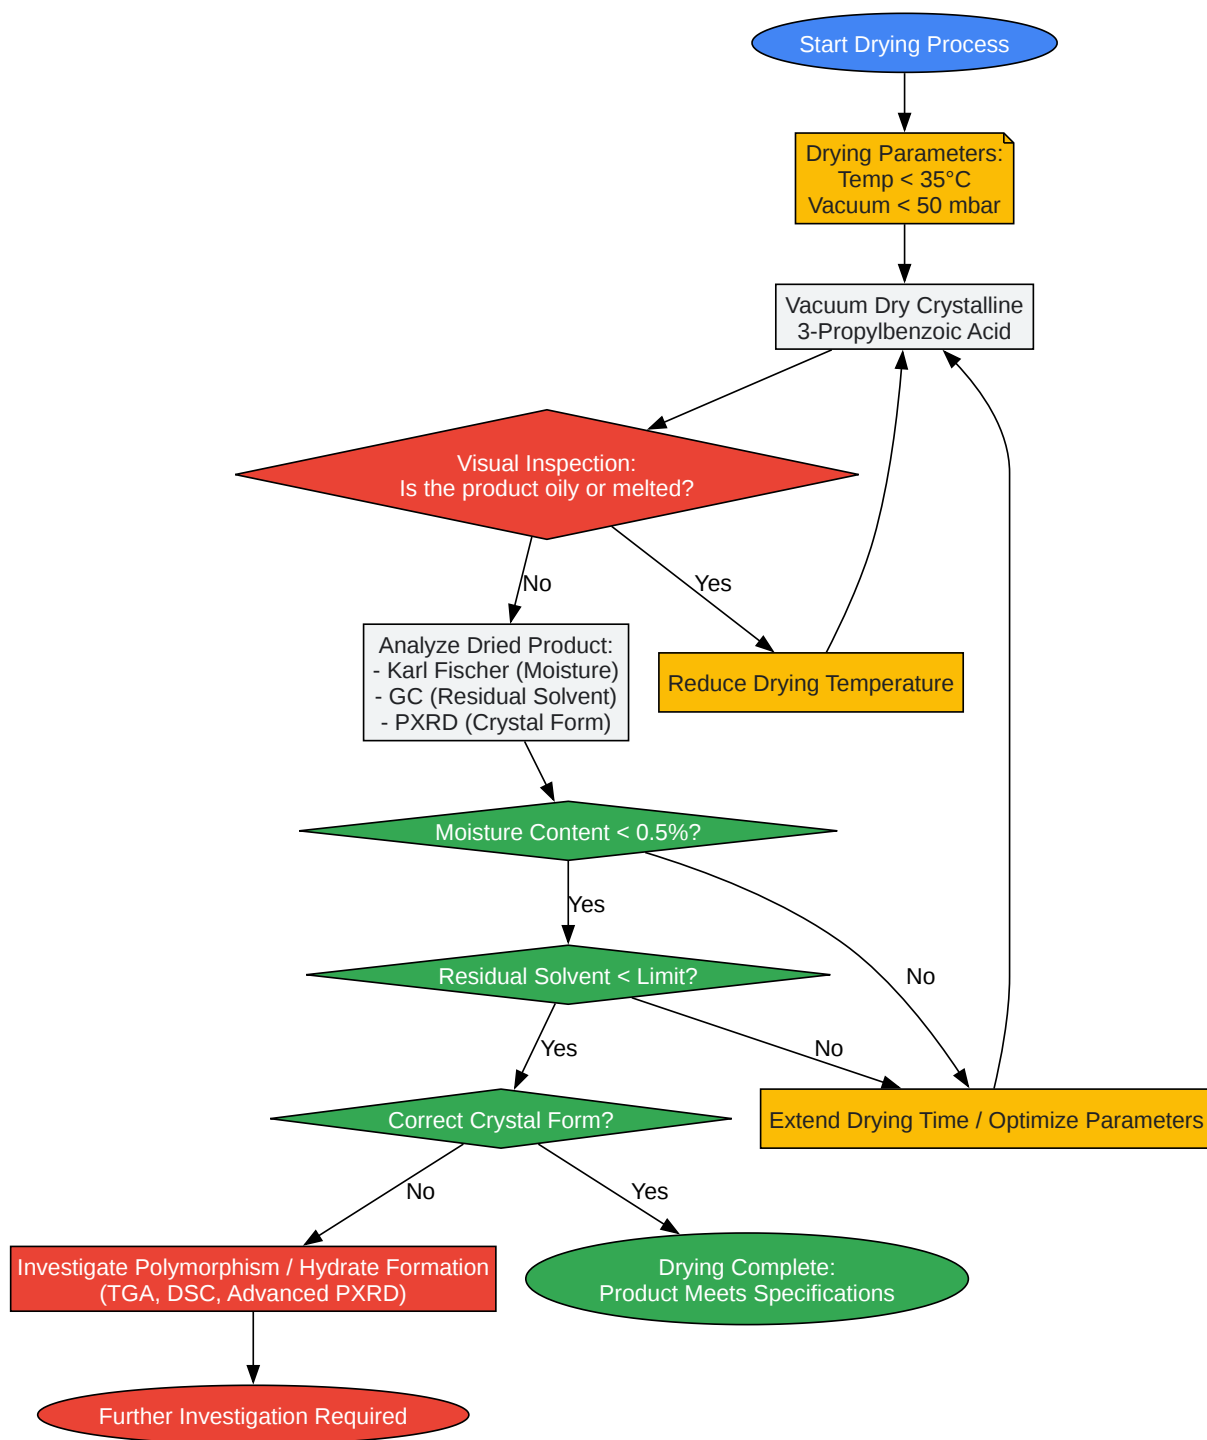 Start Drying Process
Drying Parameters:
Temp < 35°C
Vacuum < 50 mbar
Vacuum Dry Crystalline
3-Propylbenzoic Acid
Visual Inspection:
Is the product oily or melted?
No
Yes
Analyze Dried Product:
- Karl Fischer (Moisture)
- GC (Residual Solvent)
- PXRD (Crystal Form)
Reduce Drying Temperature
Moisture Content < 0.5%?
Yes
No
Residual Solvent < Limit?
Yes
No
Correct Crystal Form?
Extend Drying Time / Optimize Parameters
No
Yes
Investigate Polymorphism / Hydrate Formation
(TGA, DSC, Advanced PXRD)
Drying Complete:
Product Meets Specifications
Further Investigation Required